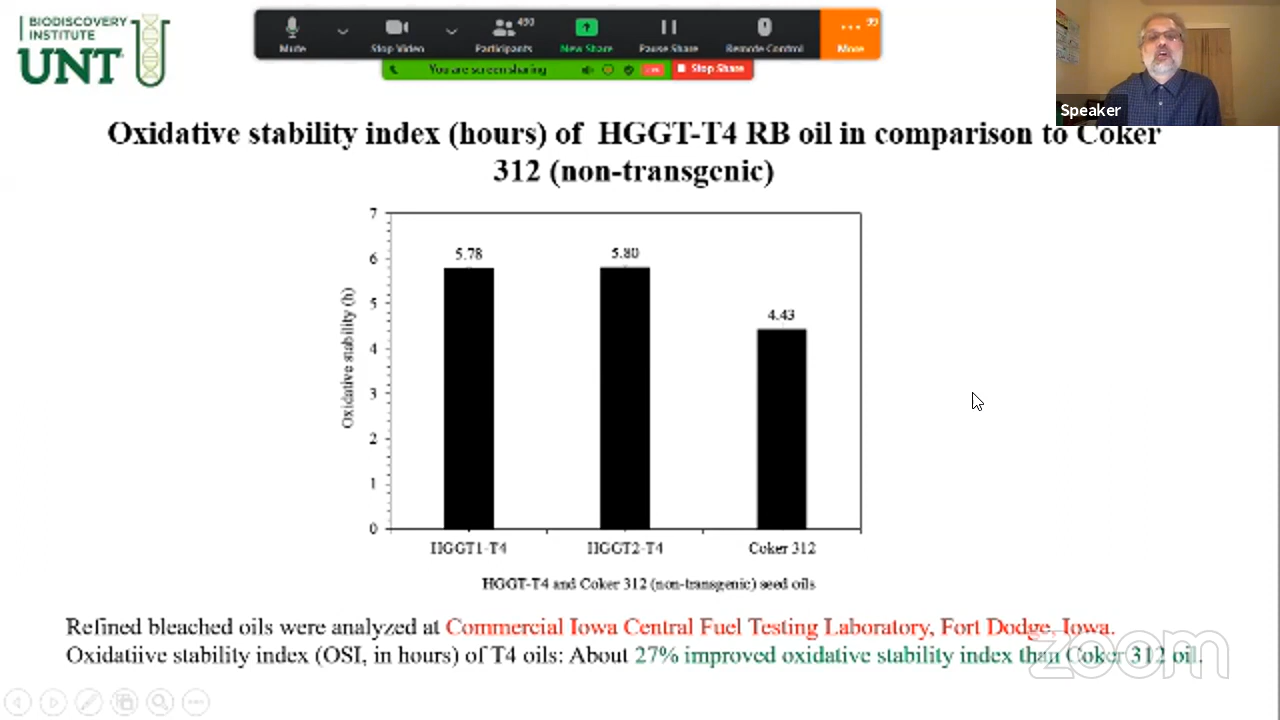 BIODISCOVERY
INSTITUTE
UNT
Mute
Stop Video
Participants
490
New Share
Pause Share
Remote Control
More
You are screen sharing
Stop Share
Speaker
Oxidative stability index (hours) of HGGT-T4 RB oil in comparison to Coker
312 (non-transgenic)
Oxidative stability (h)
7
6
5
4
3
2
1
0
5.78
5.80
4.43
HGGT1-T4
HGGT2-T4
Coker 312
HGGT-T4 and Coker 312 (non-transgenic) seed oils
Refined bleached oils were analyzed at Commercial Iowa Central Fuel Testing Laboratory, Fort Dodge, Iowa.
Oxidatiive stability index (OSI, in hours) of T4 oils: About 27% improved oxidative stability index than Coker 312 oil.
zoom